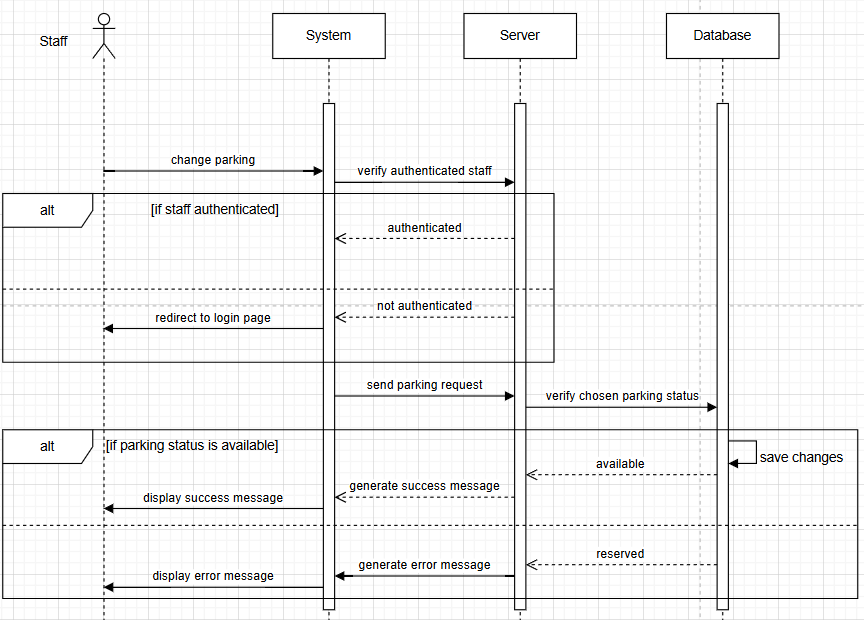 Staff
System
Server
Database
change parking
verify authenticated staff
alt
[if staff authenticated]
authenticated
not authenticated
redirect to login page
send parking request
verify chosen parking status
alt
[if parking status is available]
save changes
available
generate success message
display success message
reserved
generate error message
display error message